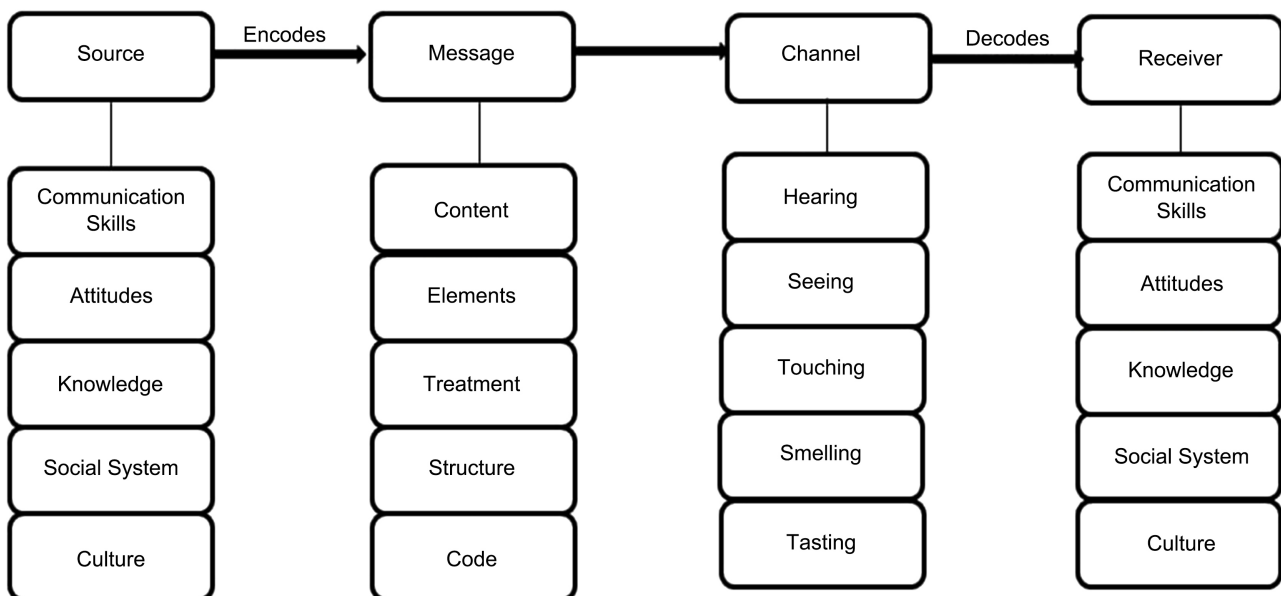 Source
Encodes
Message
Channel
Decodes
Receiver
Communication
Skills
Attitudes
Knowledge
Social System
Culture
Content
Elements
Treatment
Structure
Code
Hearing
Seeing
Touching
Smelling
Tasting
Communication
Skills
Attitudes
Knowledge
Social System
Culture